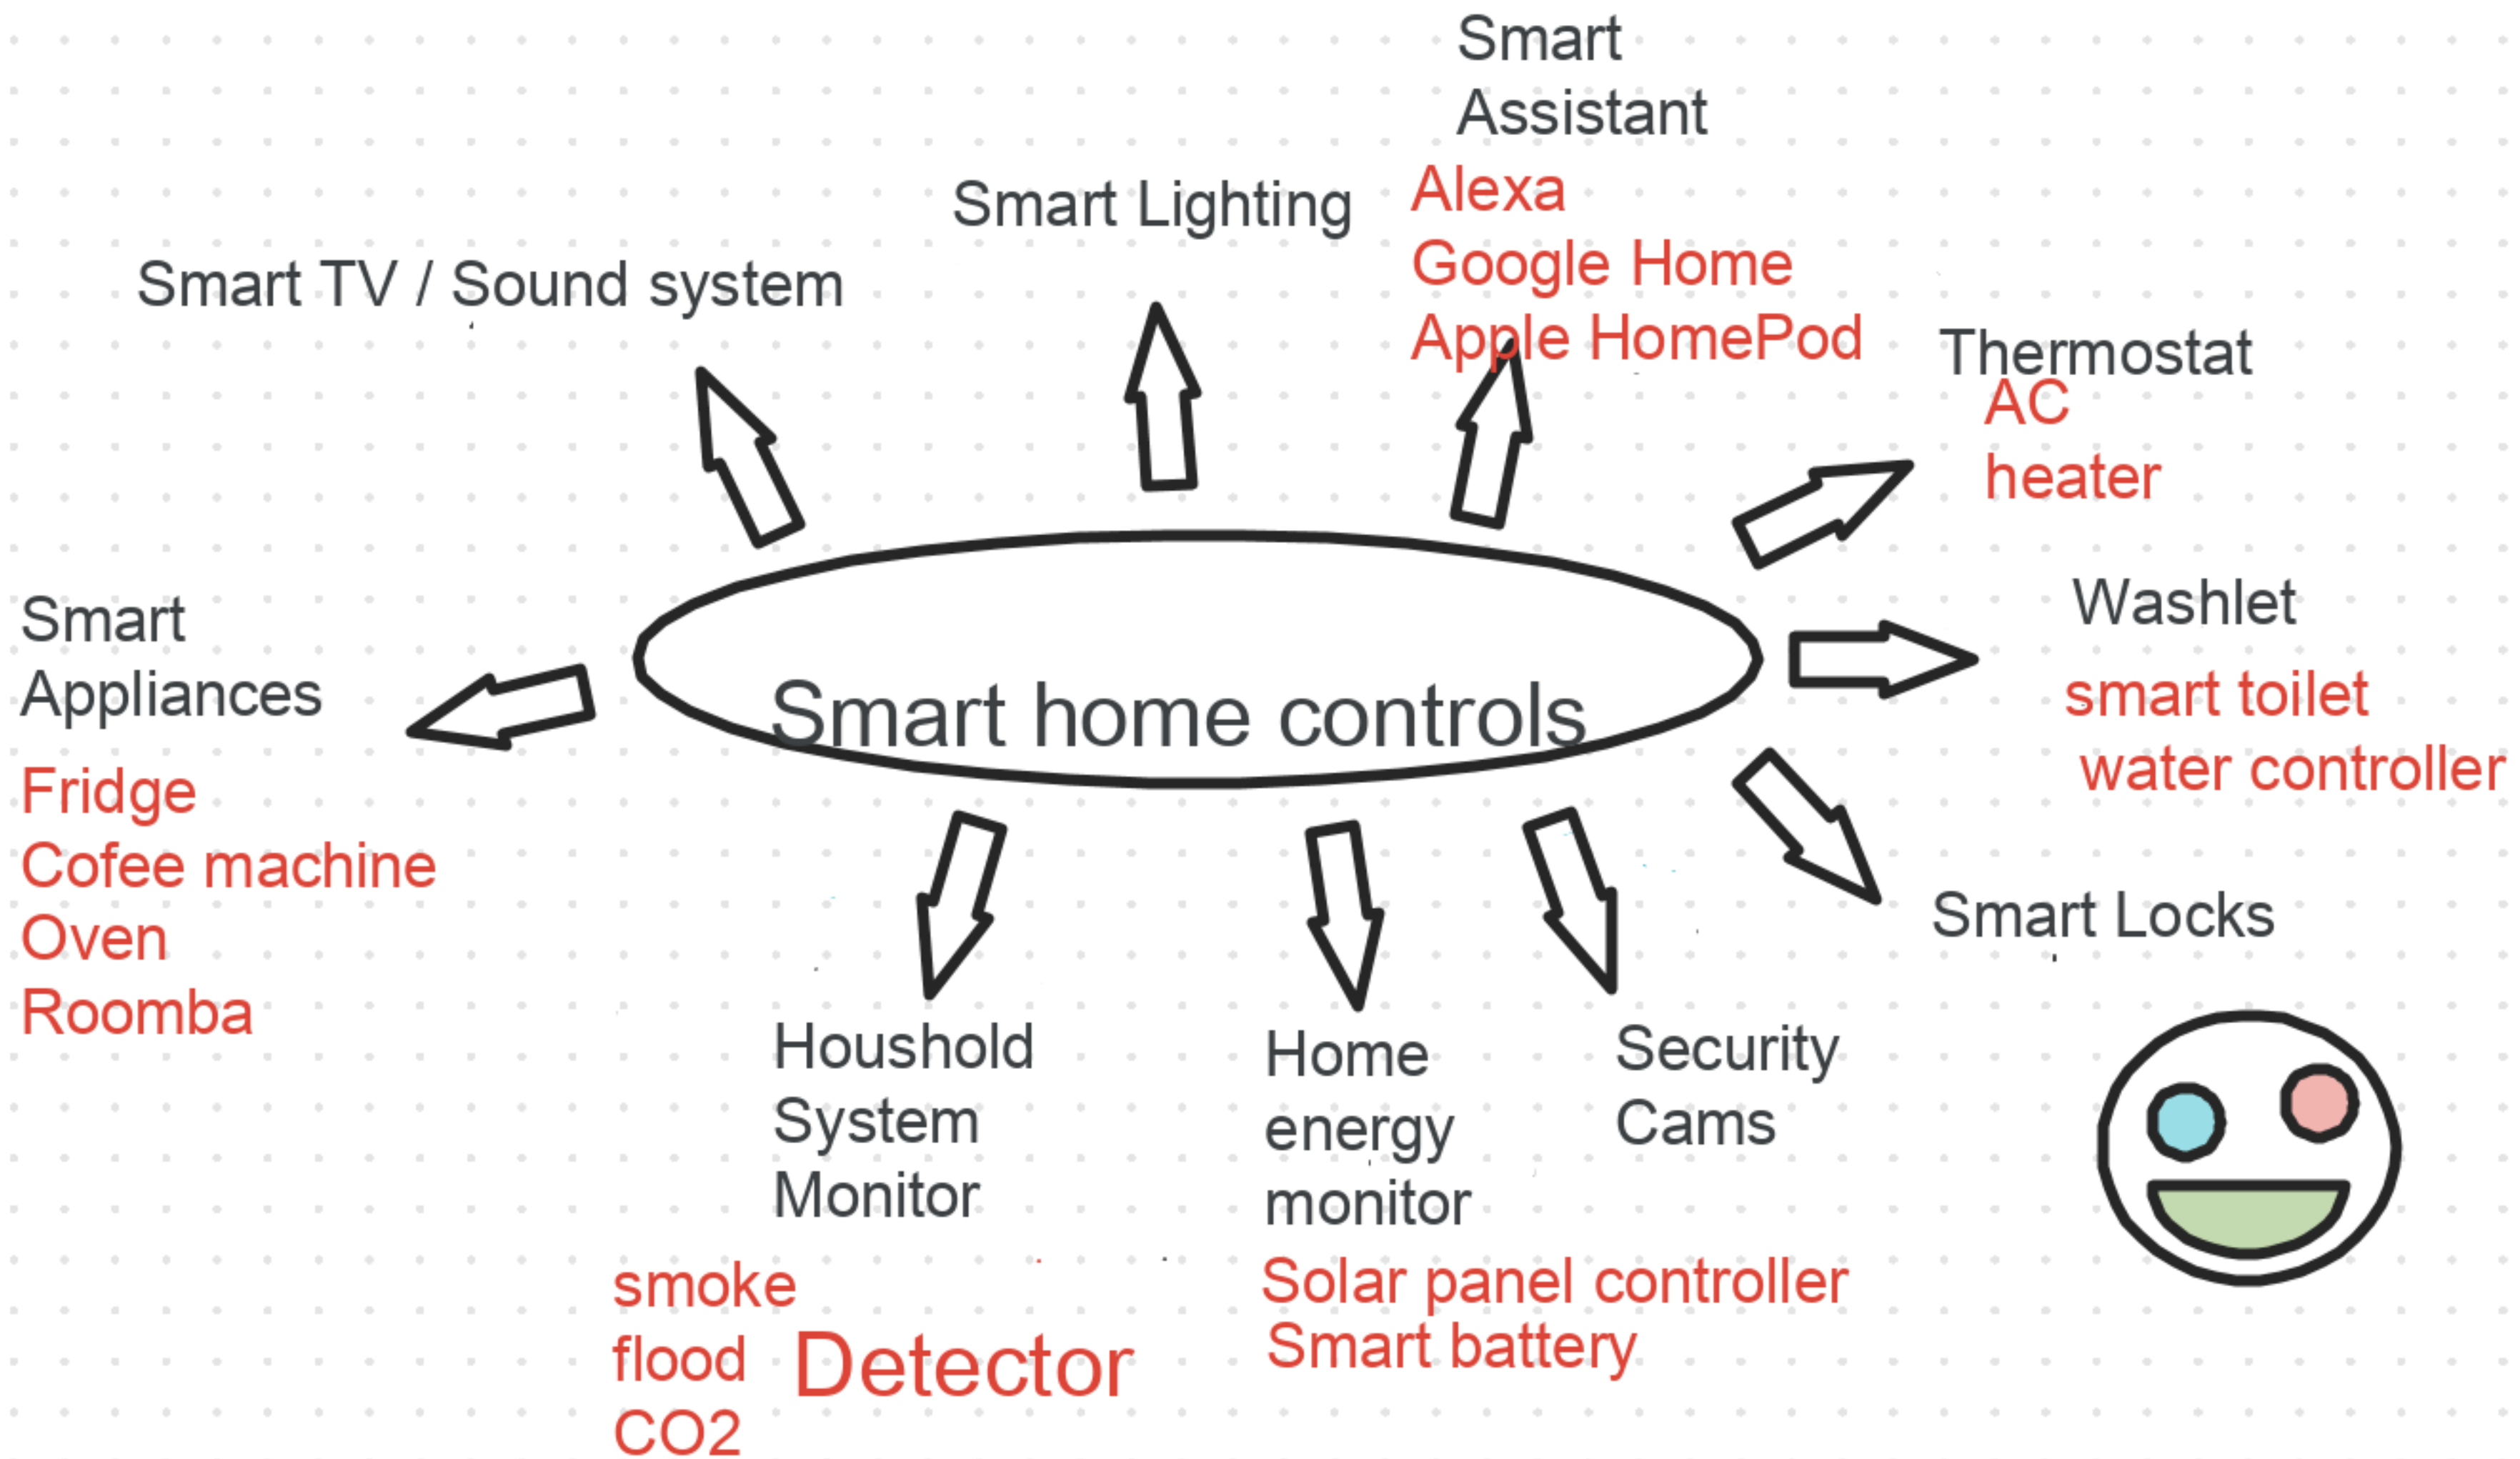 Smart
Assistant
Alexa
Google Home
Apple HomePod
Smart Lighting
Smart TV / Sound system
Thermostat
AC
heater
Washlet
smart toilet
water controller
Smart home controls
Smart
Appliances
Fridge
Cofee machine
Oven
Roomba
Smart Locks
Houshold
System
Monitor
smoke
flood
CO2
Detector
Home
energy
monitor
Solar panel controller
Smart battery
Security
Cams